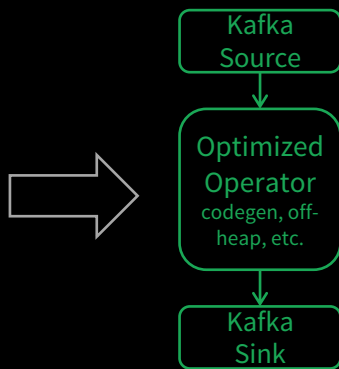 Kafka
Source
Optimized
Operator
codegen, off-
heap, etc.
Kafka
Sink